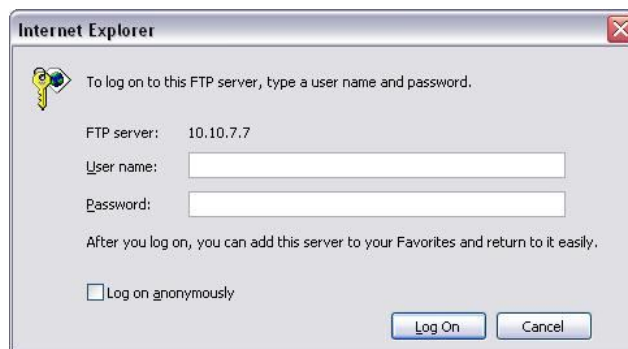 Internet Explorer
To log on to this FTP server, type a user name and password.
FTP server: 10.10.7.7
User name:
Password:
After you log on, you can add this server to your Favorites and return to it easily.
Log on anonymously
Log On Cancel